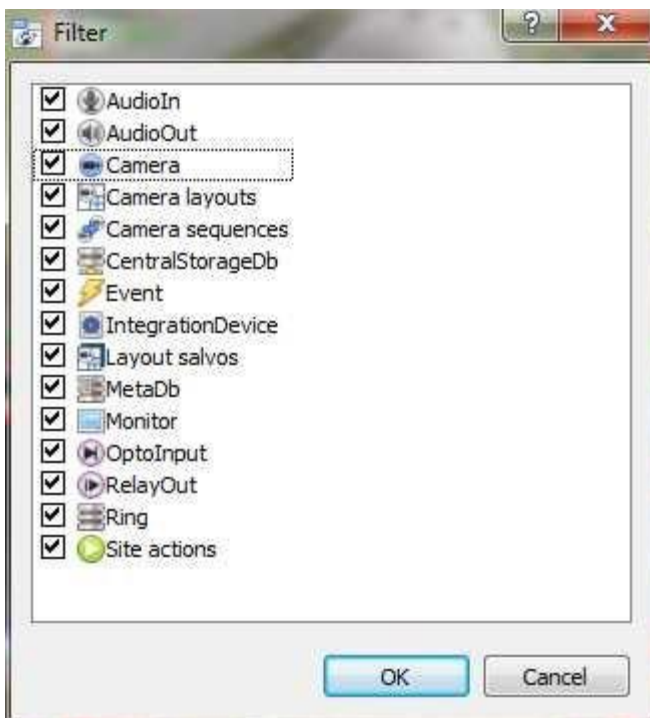 Filter
AudioIn
AudioOut
Camera
Camera layouts
Camera sequences
CentralStorageDb
Event
IntegrationDevice
Layout salvos
MetaDb
Monitor
OptoInput
RelayOut
Ring
Site actions
OK Cancel